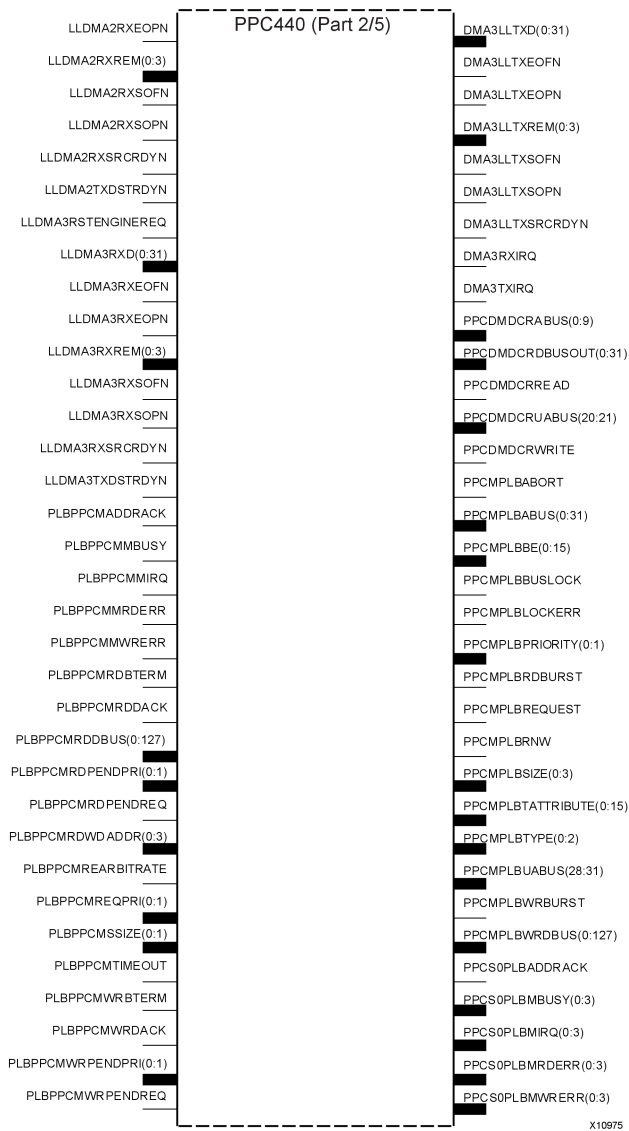 PPC440 (Part 2/5)
LLDMA2RXEOPN
LLDMA2RXREM(0:3)
LLDMA2RXSOFN
LLDMA2RXSOPN
LLDMA2RXSRCRDYN
LLDMA2TXDSTRDYN
LLDMA3RSTENGINEREQ
LLDMA3RXD(0:31)
LLDMA3RXEOFN
LLDMA3RXEOPN
LLDMA3RXREM(0:3)
LLDMA3RXSOFN
LLDMA3RXSOPN
LLDMA3RXSRCRDYN
LLDMA3TXDSTRDYN
PLBPPCMADDRACK
PLBPPCMMBUSY
PLBPPCMMIRQ
PLBPPCMMRDERR
PLBPPCMMWRERR
PLBPPCMRDBTERM
PLBPPCMRDDACK
PLBPPCMRDDBUS(0:127)
PLBPPCMRDPENDPRI(0:1)
PLBPPCMRDPENDREQ
PLBPPCMRDWDADDR(0:3)
PLBPPCMREARBITRATE
PLBPPCMREQPRI(0:1)
PLBPPCMSSIZE(0:1)
PLBPPCMTIMEOUT
PLBPPCMWRBTERM
PLBPPCMWRDACK
PLBPPCMWRPENDPRI(0:1)
PLBPPCMWRPENDREQ
DMA3LLTXD(0:31)
DMA3LLTXEOFN
DMA3LLTXEOPN
DMA3LLTXREM(0:3)
DMA3LLTXSOFN
DMA3LLTXSOPN
DMA3LLTXSRCRDYN
DMA3RXIRQ
DMA3TXIRQ
PPCDMDCRABUS(0:9)
PPCDMDCRDBUSOUT(0:31)
PPCDMDCRREAD
PPCDMDCRUABUS(20:21)
PPCDMDCRWRITE
PPCMPLBABORT
PPCMPLBABUS(0:31)
PPCMPLBBE(0:15)
PPCMPLBBUSLOCK
PPCMPLBLOCKERR
PPCMPLBPRIORITY(0:1)
PPCMPLBRDBURST
PPCMPLBREQUEST
PPCMPLBRNW
PPCMPLBSIZE(0:3)
PPCMPLBTATTRIBUTE(0:15)
PPCMPLBTYPE(0:2)
PPCMPLBUABUS(28:31)
PPCMPLBWRBURST
PPCMPLBWRDBUS(0:127)
PPCS0PLBADDRACK
PPCS0PLBMBUSY(0:3)
PPCS0PLBMIRQ(0:3)
PPCS0PLBMRDERR(0:3)
PPCS0PLBMWRERR(0:3)
X10975